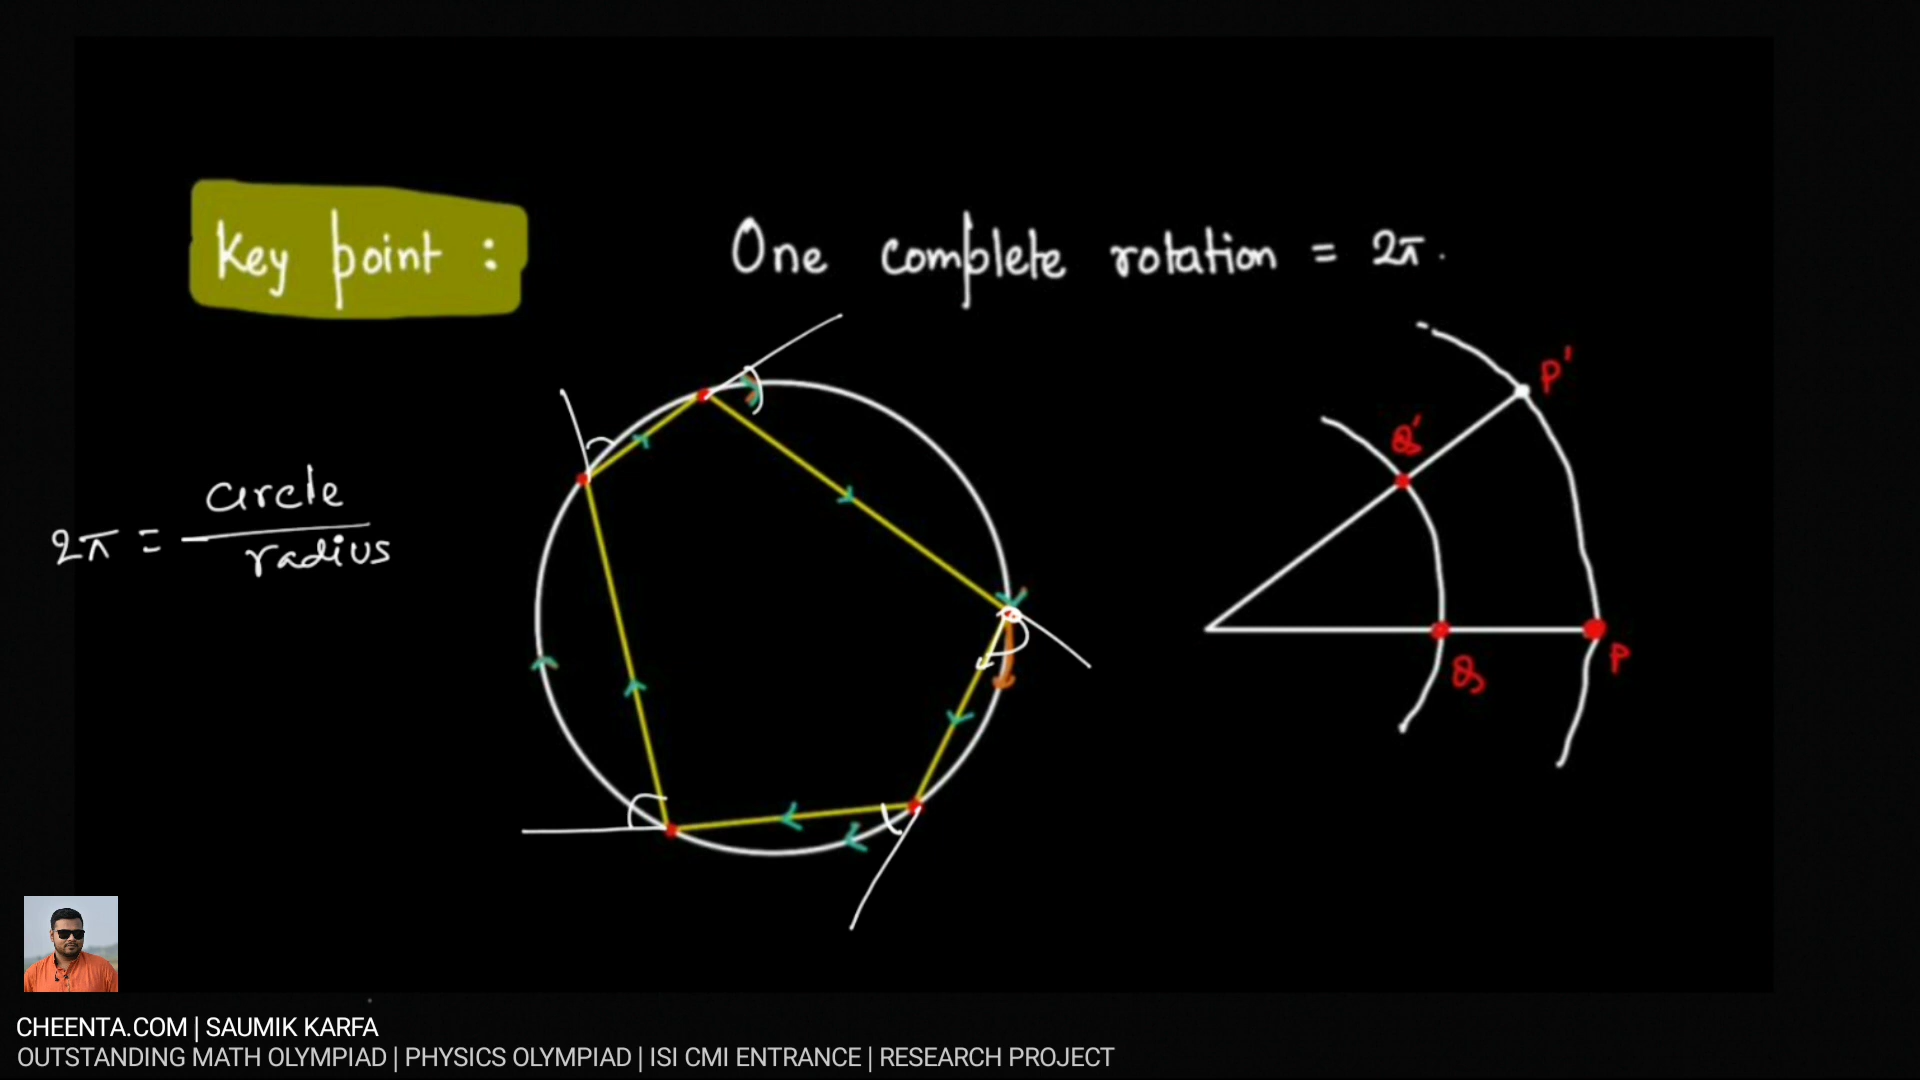 Key point :
One complete rotation = 2π.
2π = circle / radius
P'
Q'
Q
P
CHEENTA.COM | SAUMIK KARFA
OUTSTANDING MATH OLYMPIAD | PHYSICS OLYMPIAD | ISI CMI ENTRANCE | RESEARCH PROJECT